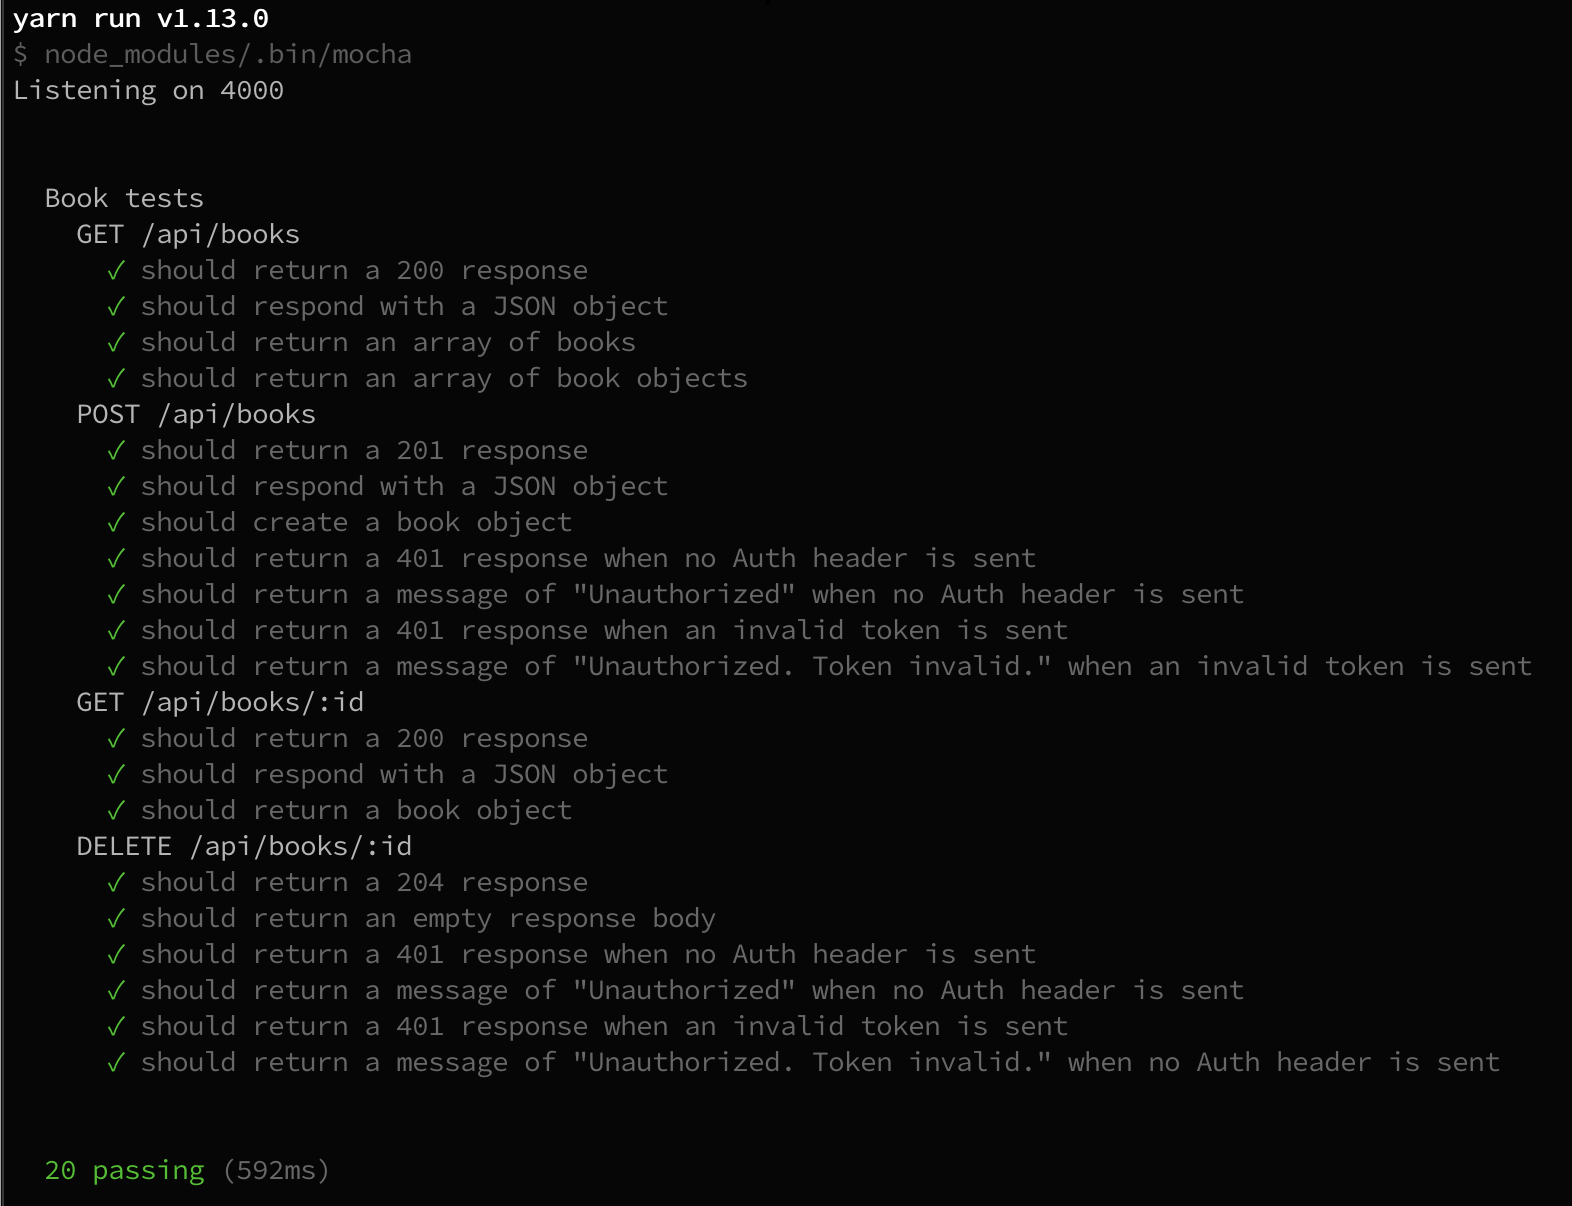 yarn run v1.13.0
$ node_modules/.bin/mocha
Listening on 4000
Book tests
GET /api/books
✓ should return a 200 response
✓ should respond with a JSON object
✓ should return an array of books
✓ should return an array of book objects
POST /api/books
✓ should return a 201 response
✓ should respond with a JSON object
✓ should create a book object
✓ should return a 401 response when no Auth header is sent
✓ should return a message of "Unauthorized" when no Auth header is sent
✓ should return a 401 response when an invalid token is sent
✓ should return a message of "Unauthorized. Token invalid." when an invalid token is sent
GET /api/books/:id
✓ should return a 200 response
✓ should respond with a JSON object
✓ should return a book object
DELETE /api/books/:id
✓ should return a 204 response
✓ should return an empty response body
✓ should return a 401 response when no Auth header is sent
✓ should return a message of "Unauthorized" when no Auth header is sent
✓ should return a 401 response when an invalid token is sent
✓ should return a message of "Unauthorized. Token invalid." when no Auth header is sent
20 passing (592ms)